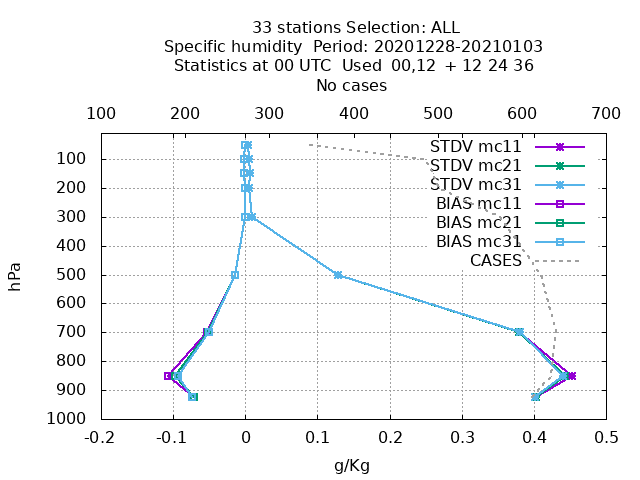 33 stations Selection: ALL
Specific humidity  Period: 20201228-20210103
Statistics at 00 UTC  Used  00,12  + 12 24 36
No cases
100 200 300 400 500 600 700
STDV mc11
STDV mc21
STDV mc31
BIAS mc11
BIAS mc21
BIAS mc31
CASES
hPa
100
200
300
400
500
600
700
800
900
1000
-0.2 -0.1 0 0.1 0.2 0.3 0.4 0.5
g/Kg